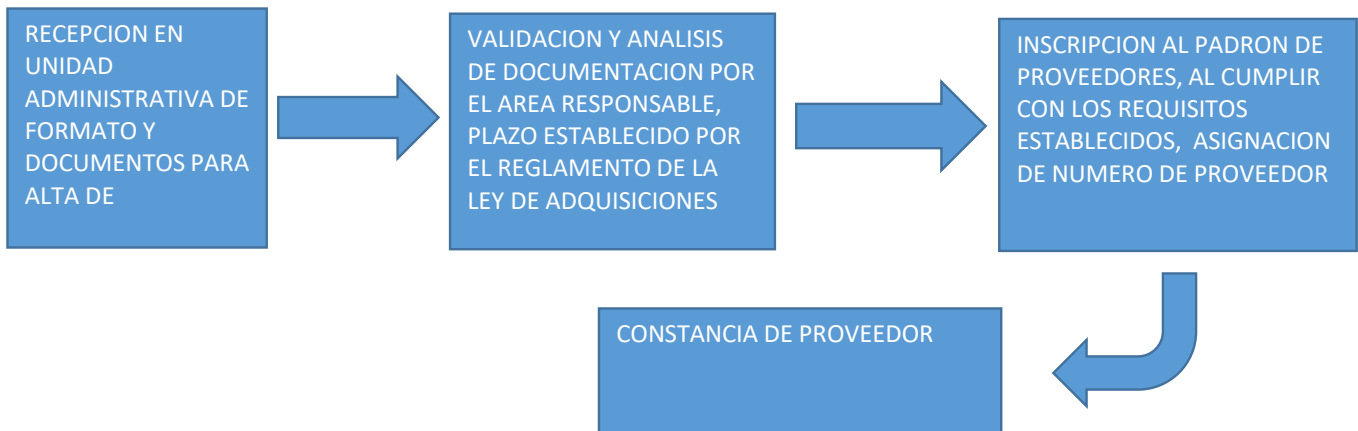 RECEPCION EN
UNIDAD
ADMINISTRATIVA DE
FORMATO Y
DOCUMENTOS PARA
ALTA DE
VALIDACION Y ANALISIS
DE DOCUMENTACION POR
EL AREA RESPONSABLE,
PLAZO ESTABLECIDO POR
EL REGLAMENTO DE LA
LEY DE ADQUISICIONES
INSCRIPCION AL PADRON DE
PROVEEDORES, AL CUMPLIR
CON LOS REQUISITOS
ESTABLECIDOS, ASIGNACION
DE NUMERO DE PROVEEDOR
CONSTANCIA DE PROVEEDOR